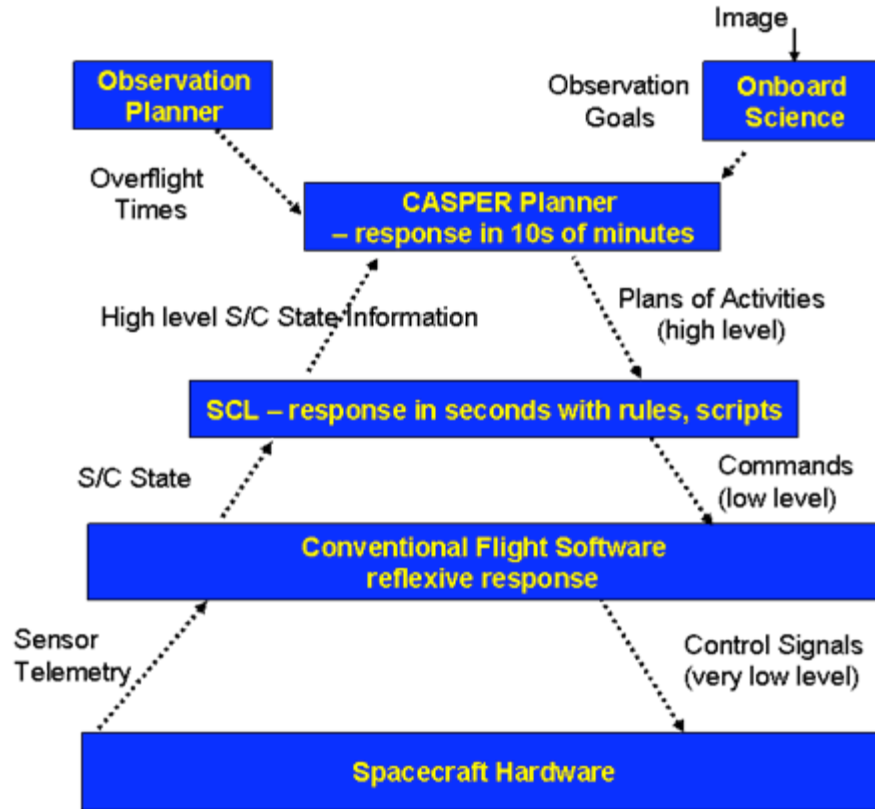 Image
Observation
Planner
Observation
Goals
Onboard
Science
Overflight
Times
CASPER Planner
– response in 10s of minutes
High level S/C State Information
Plans of Activities
(high level)
SCL – response in seconds with rules, scripts
S/C State
Commands
(low level)
Conventional Flight Software
reflexive response
Sensor
Telemetry
Control Signals
(very low level)
Spacecraft Hardware